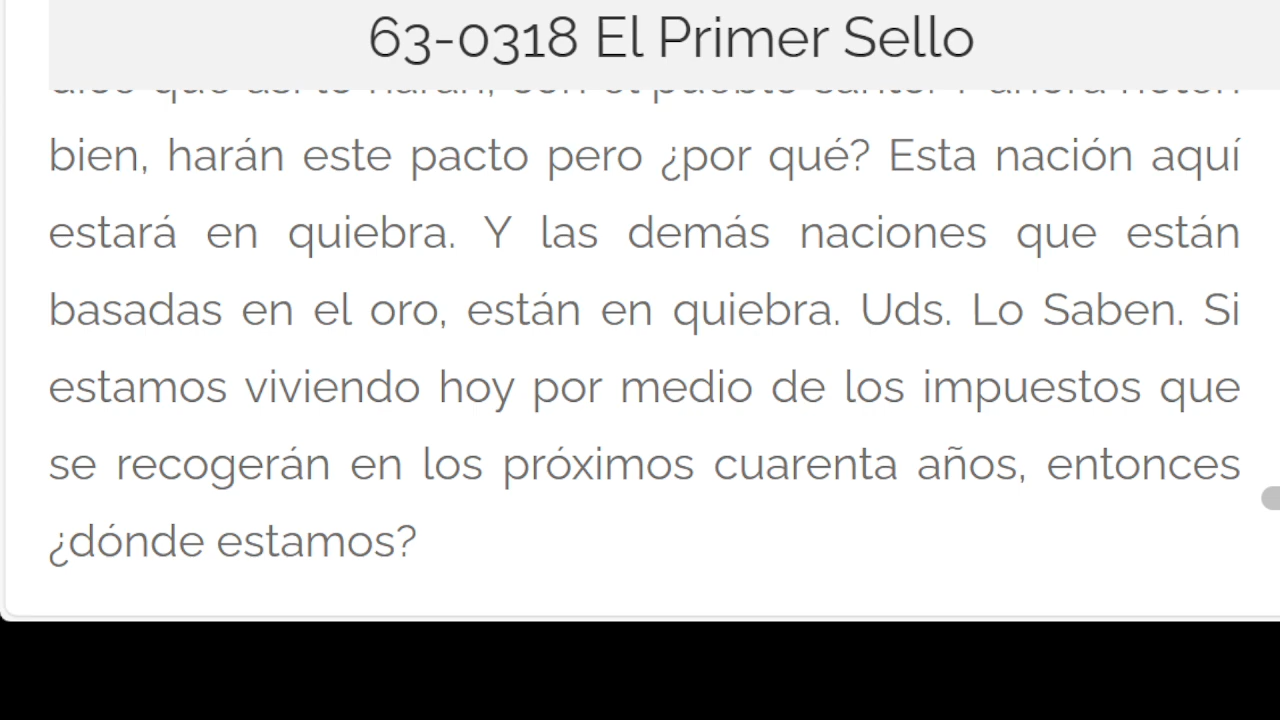 63-0318 El Primer Sello
bien, harán este pacto pero ¿por qué? Esta nación aquí
estará en quiebra. Y las demás naciones que están
basadas en el oro, están en quiebra. Uds. Lo Saben. Si
estamos viviendo hoy por medio de los impuestos que
se recogerán en los próximos cuarenta años, entonces
¿dónde estamos?